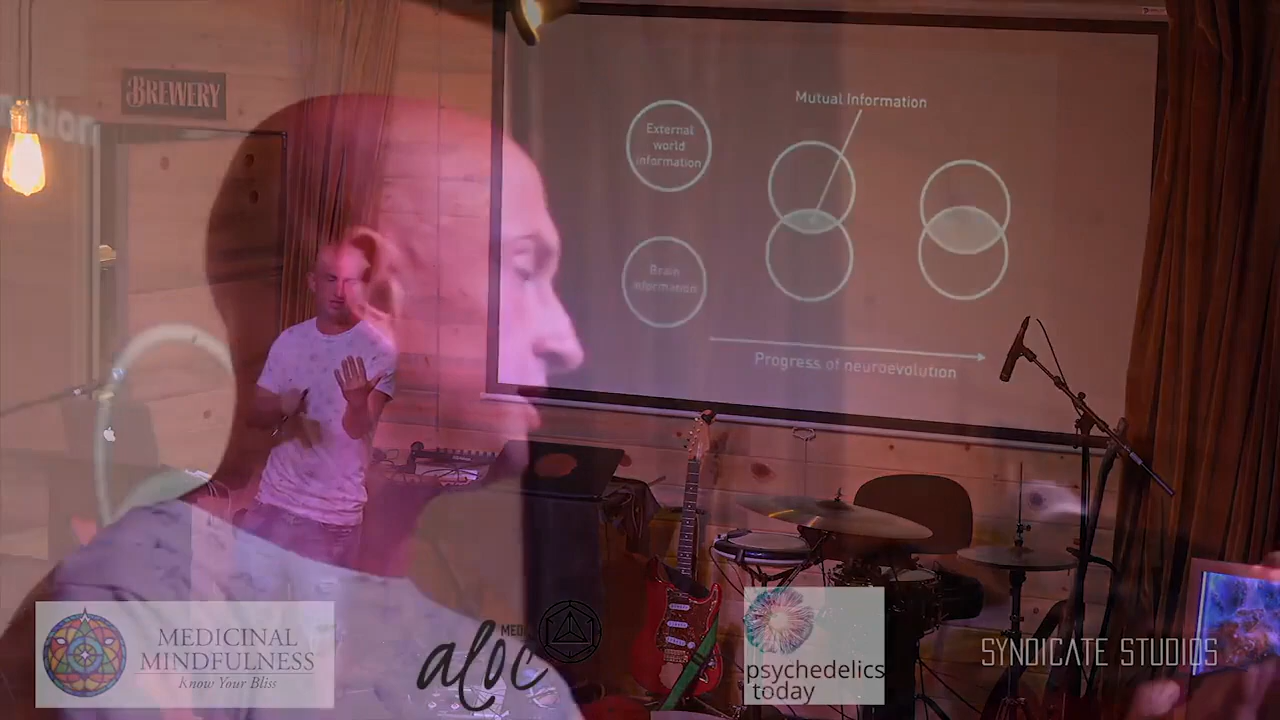 BREWERY
Mutual Information
External
world
information
Brain
information
Progress of neuroevolution
MEDICINAL
MINDFULNESS
Know Your Bliss
aloc
psychedelics
today
SYNDICATE STUDIOS